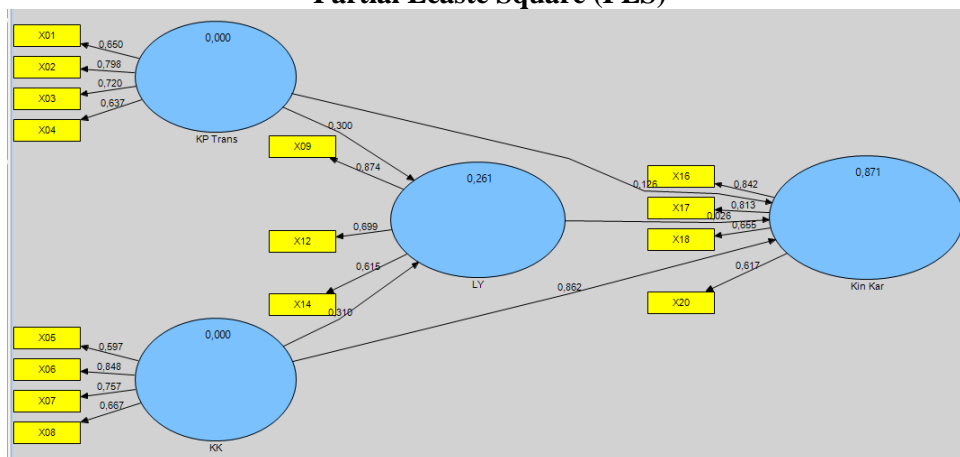 Partial Leaste Square (PLS)
X01
0,650
X02
0,798
X03
0,720
X04
0,637
0,000
KP Trans
0,300
X09
0,874
X12
0,699
X14
0,615
0,310
0,261
LY
0,126
0,026
0,862
X16
0,842
X17
0,813
X18
0,655
X20
0,617
0,871
Kin Kar
X05
0,597
X06
0,848
X07
0,757
X08
0,667
0,000
KK